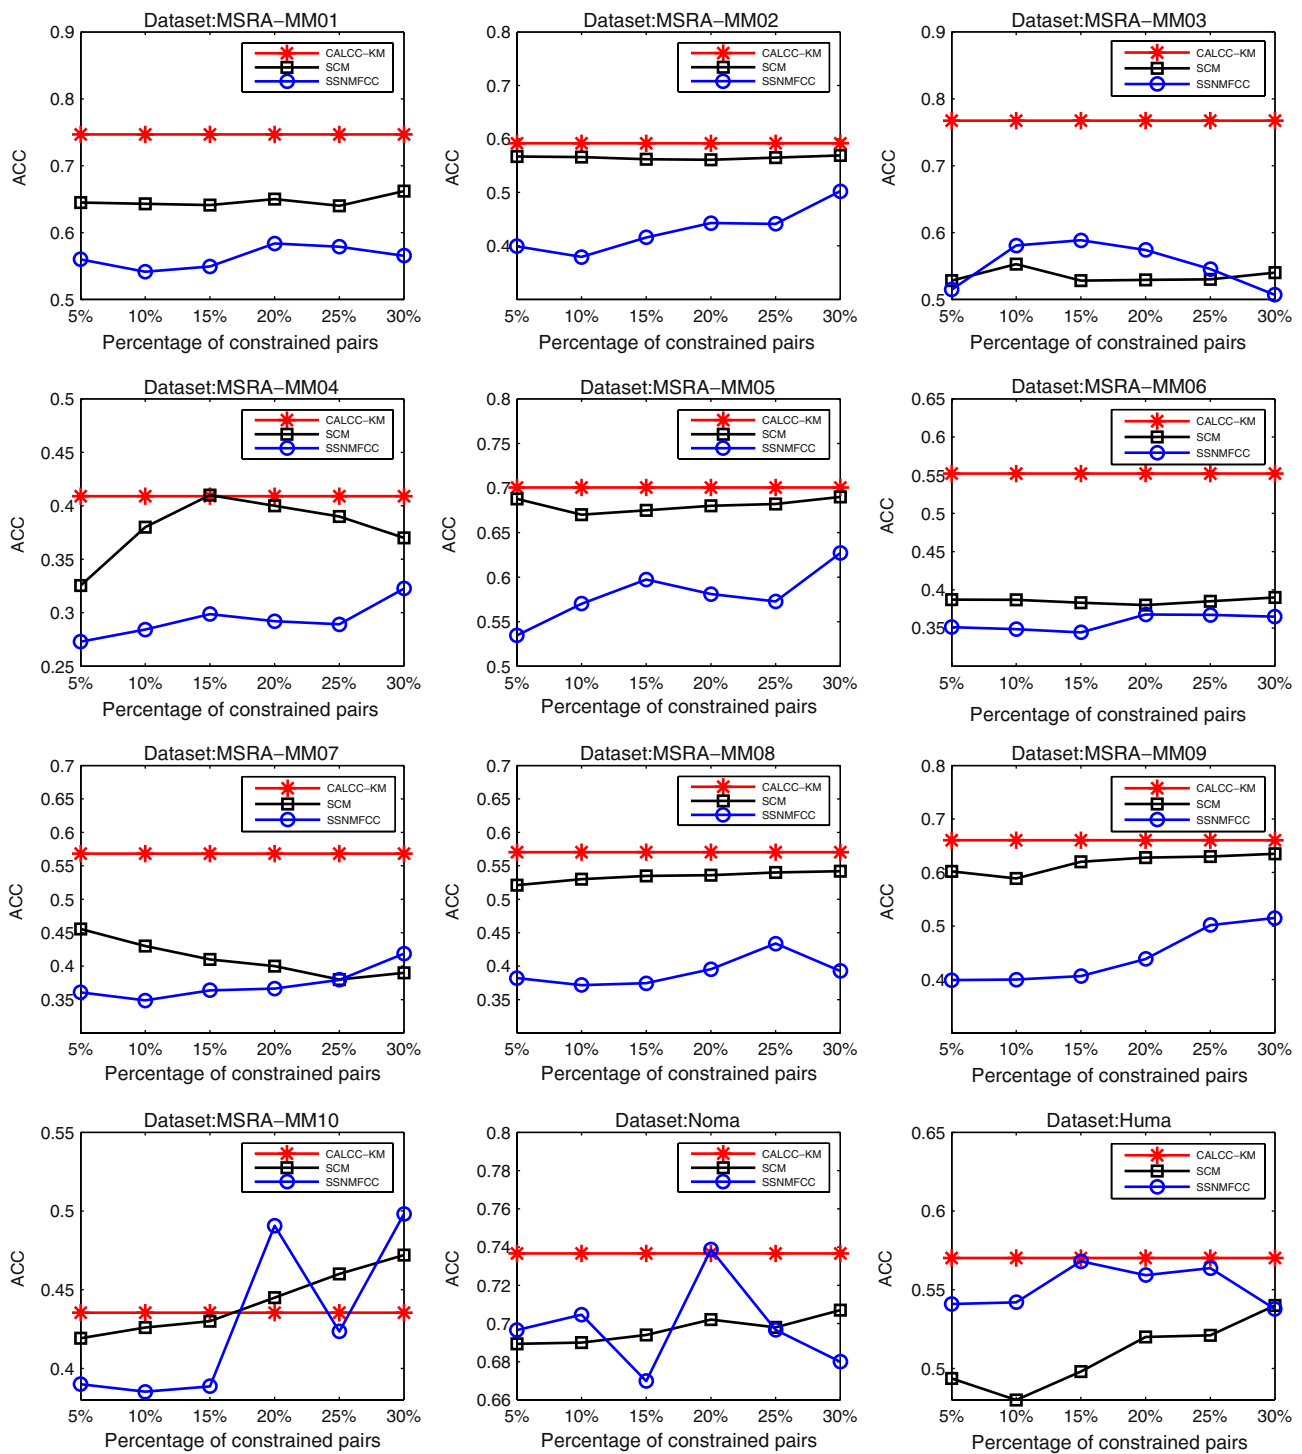 Dataset:MSRA-MM01
0.9
0.8
0.7
0.6
0.5
ACC
CALCC-KM
SCM
SSNMFCC
5% 10% 15% 20% 25% 30%
Percentage of constrained pairs
Dataset:MSRA-MM02
0.8
0.7
0.6
0.5
0.4
ACC
CALCC-KM
SCM
SSNMFCC
5% 10% 15% 20% 25% 30%
Percentage of constrained pairs
Dataset:MSRA-MM03
0.9
0.8
0.7
0.6
0.5
ACC
CALCC-KM
SCM
SSNMFCC
5% 10% 15% 20% 25% 30%
Percentage of constrained pairs
Dataset:MSRA-MM04
0.5
0.45
0.4
0.35
0.3
0.25
ACC
CALCC-KM
SCM
SSNMFCC
5% 10% 15% 20% 25% 30%
Percentage of constrained pairs
Dataset:MSRA-MM05
0.8
0.75
0.7
0.65
0.6
0.55
0.5
ACC
CALCC-KM
SCM
SSNMFCC
5% 10% 15% 20% 25% 30%
Percentage of constrained pairs
Dataset:MSRA-MM06
0.65
0.6
0.55
0.5
0.45
0.4
0.35
ACC
CALCC-KM
SCM
SSNMFCC
5% 10% 15% 20% 25% 30%
Percentage of constrained pairs
Dataset:MSRA-MM07
0.7
0.65
0.6
0.55
0.5
0.45
0.4
0.35
ACC
CALCC-KM
SCM
SSNMFCC
5% 10% 15% 20% 25% 30%
Percentage of constrained pairs
Dataset:MSRA-MM08
0.7
0.65
0.6
0.55
0.5
0.45
0.4
0.35
ACC
CALCC-KM
SCM
SSNMFCC
5% 10% 15% 20% 25% 30%
Percentage of constrained pairs
Dataset:MSRA-MM09
0.8
0.7
0.6
0.5
0.4
ACC
CALCC-KM
SCM
SSNMFCC
5% 10% 15% 20% 25% 30%
Percentage of constrained pairs
Dataset:MSRA-MM10
0.55
0.5
0.45
0.4
ACC
CALCC-KM
SCM
SSNMFCC
5% 10% 15% 20% 25% 30%
Percentage of constrained pairs
Dataset:Noma
0.8
0.78
0.76
0.74
0.72
0.7
0.68
0.66
ACC
CALCC-KM
SCM
SSNMFCC
5% 10% 15% 20% 25% 30%
Percentage of constrained pairs
Dataset:Huma
0.65
0.6
0.55
0.5
ACC
CALCC-KM
SCM
SSNMFCC
5% 10% 15% 20% 25% 30%
Percentage of constrained pairs